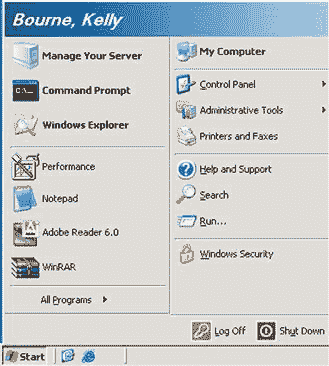 Bourne, Kelly
Manage Your Server
Command Prompt
Windows Explorer
Performance
Notepad
Adobe Reader 6.0
WinRAR
All Programs
My Computer
Control Panel
Administrative Tools
Printers and Faxes
Help and Support
Search
Run...
Windows Security
Log Off
Shut Down
Start